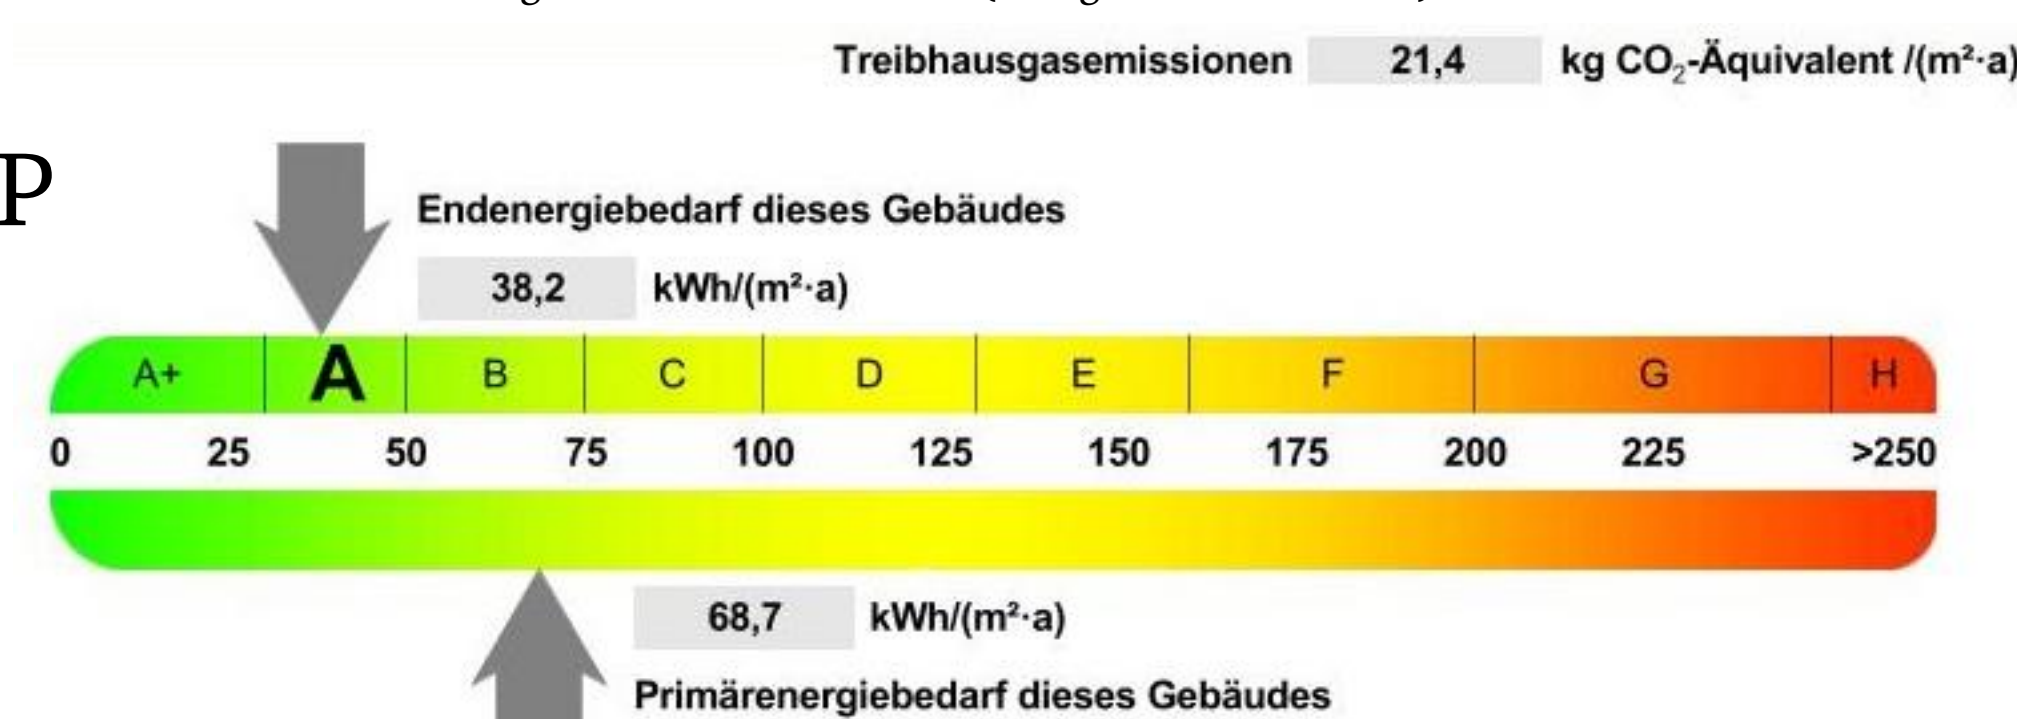 Treibhausgasemissionen 21,4 kg CO₂-Äquivalent /(m²·a)
P
Endenergiebedarf dieses Gebäudes
38,2 kWh/(m²·a)
A+ A B C D E F G H
0 25 50 75 100 125 150 175 200 225 >250
68,7 kWh/(m²·a)
Primärenergiebedarf dieses Gebäudes